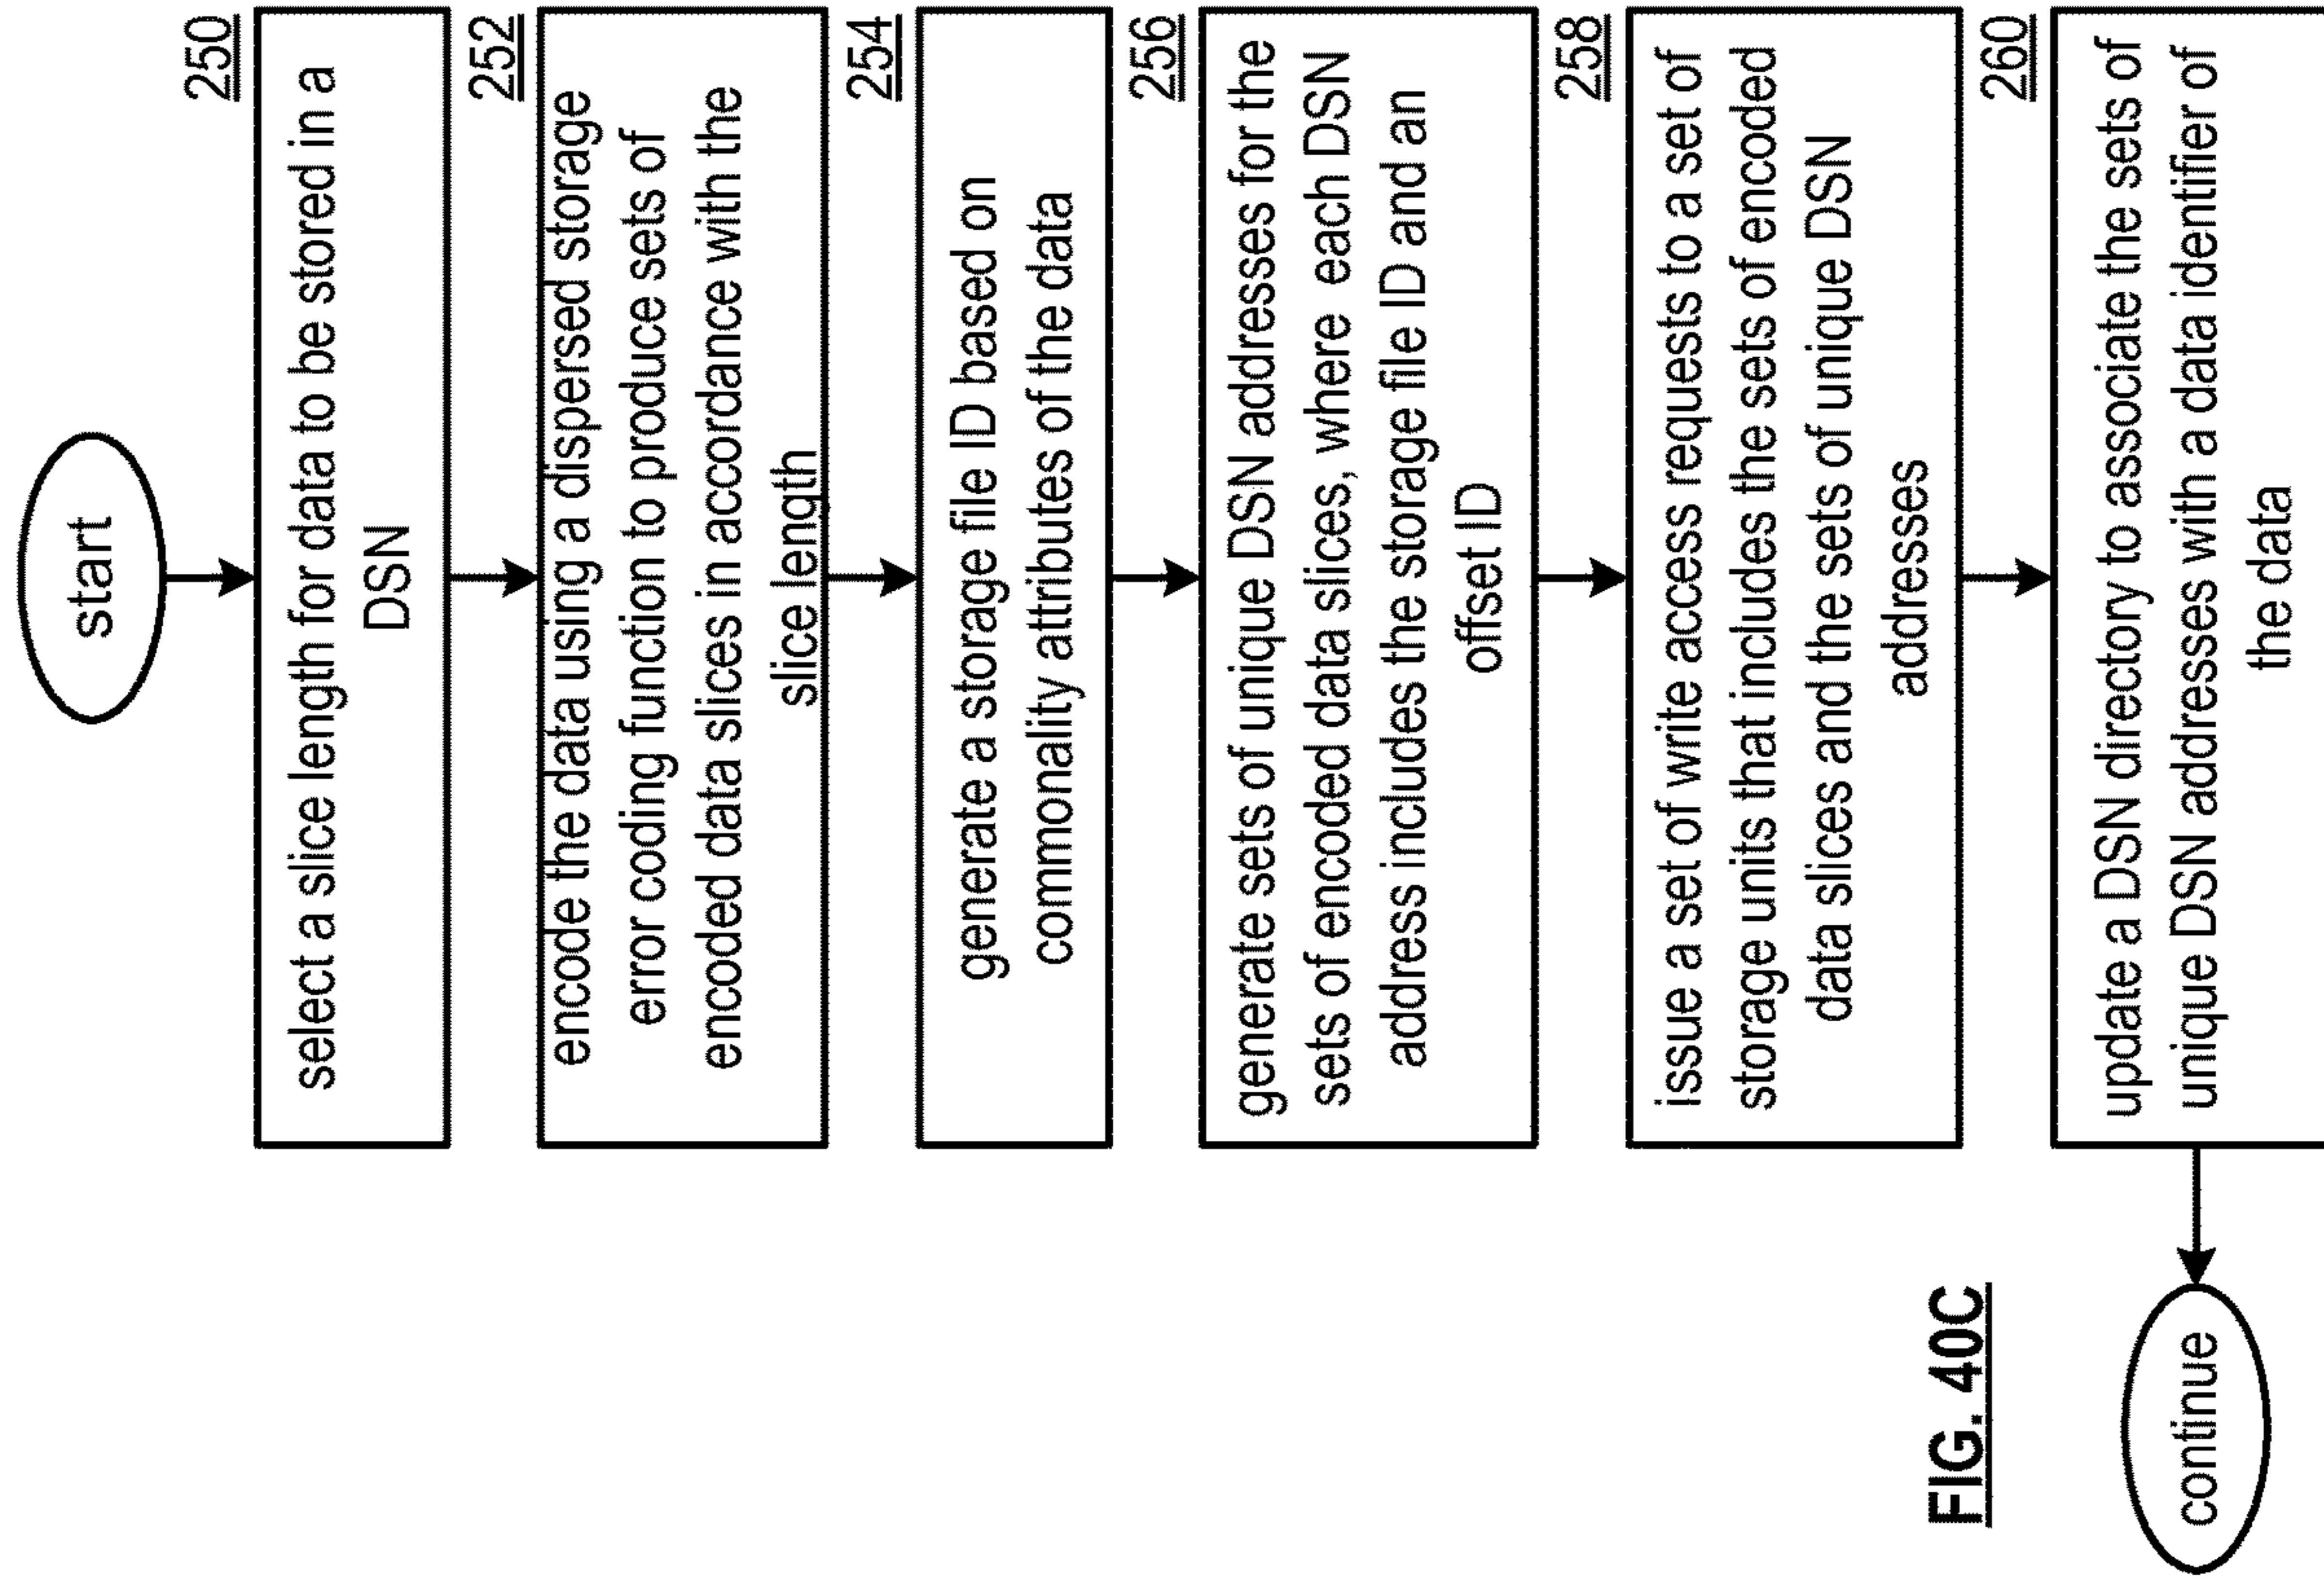 start
250
select a slice length for data to be stored in a
DSN
252
encode the data using a dispersed storage
error coding function to produce sets of
encoded data slices in accordance with the
slice length
254
generate a storage file ID based on
commonality attributes of the data
256
generate sets of unique DSN addresses for the
sets of encoded data slices, where each DSN
address includes the storage file ID and an
offset ID
258
issue a set of write access requests to a set of
storage units that includes the sets of encoded
data slices and the sets of unique DSN
addresses
260
update a DSN directory to associate the sets of
unique DSN addresses with a data identifier of
the data
continue
FIG. 40C